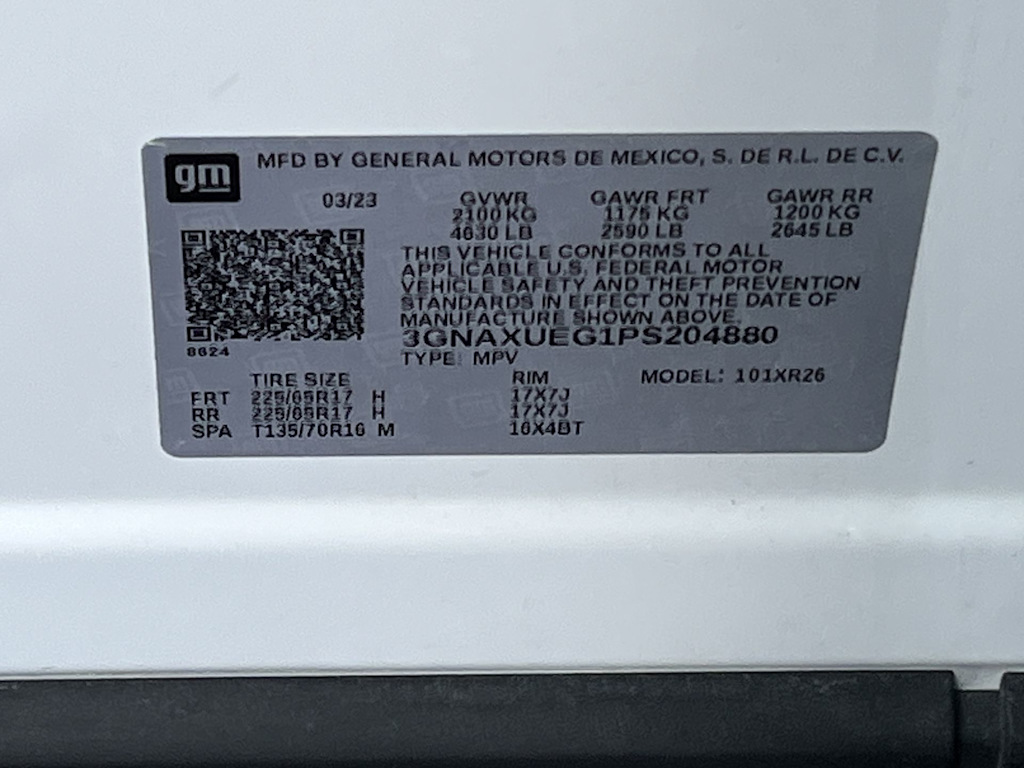 gm
MFD BY GENERAL MOTORS DE MEXICO, S. DE R.L. DE C.V.
03/23 GVWR GAWR FRT GAWR RR
2100 KG 1175 KG 1200 KG
4630 LB 2590 LB 2645 LB
THIS VEHICLE CONFORMS TO ALL
APPLICABLE U.S. FEDERAL MOTOR
VEHICLE SAFETY AND THEFT PREVENTION
STANDARDS IN EFFECT ON THE DATE OF
MANUFACTURE SHOWN ABOVE.
3GNAXUEG1PS204880
8624
TYPE: MPV
TIRE SIZE RIM MODEL: 101XR26
FRT 225/65R17 H 17X7J
RR 225/65R17 H 17X7J
SPA T135/70R16 M 16X4BT